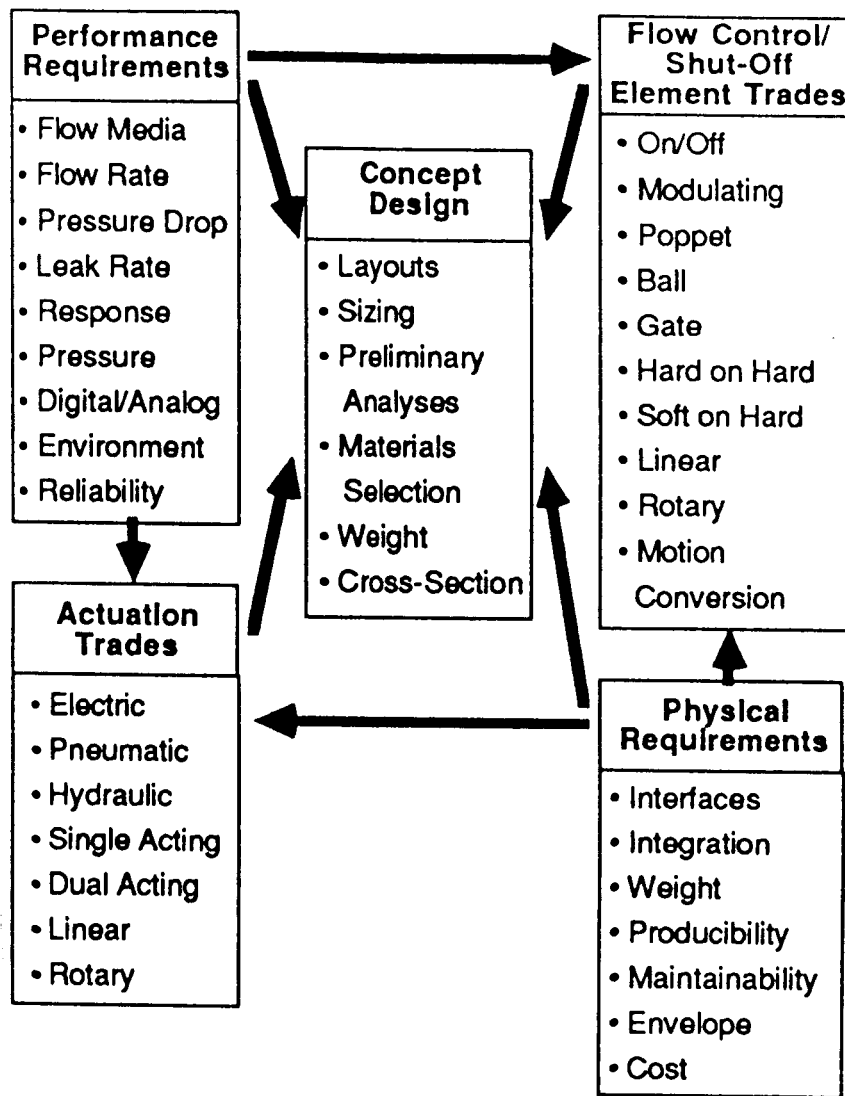 Performance
Requirements
• Flow Media
• Flow Rate
• Pressure Drop
• Leak Rate
• Response
• Pressure
• Digital/Analog
• Environment
• Reliability
Concept
Design
• Layouts
• Sizing
• Preliminary
Analyses
• Materials
Selection
• Weight
• Cross-Section
Flow Control/
Shut-Off
Element Trades
• On/Off
• Modulating
• Poppet
• Ball
• Gate
• Hard on Hard
• Soft on Hard
• Linear
• Rotary
• Motion
Conversion
Actuation
Trades
• Electric
• Pneumatic
• Hydraulic
• Single Acting
• Dual Acting
• Linear
• Rotary
Physical
Requirements
• Interfaces
• Integration
• Weight
• Producibility
• Maintainability
• Envelope
• Cost